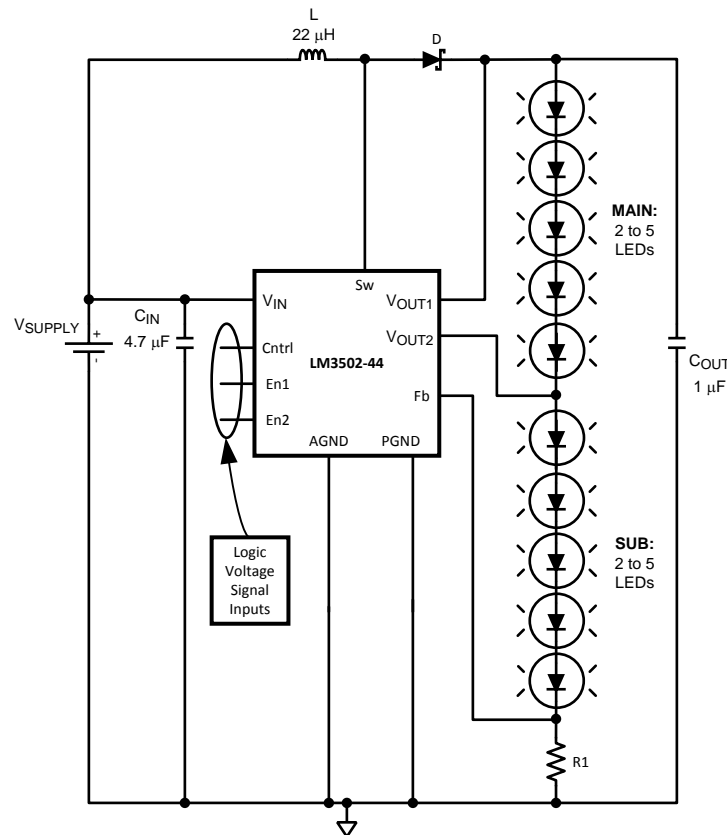 L
22 μH
D
MAIN:
2 to 5
LEDs
Sw
VIN
VOUT1
VSUPPLY
+
-
CIN
4.7 μF
VOUT2
Cntrl
LM3502-44
COUT
1 μF
En1
Fb
En2
AGND
PGND
Logic
Voltage
Signal
Inputs
SUB:
2 to 5
LEDs
R1